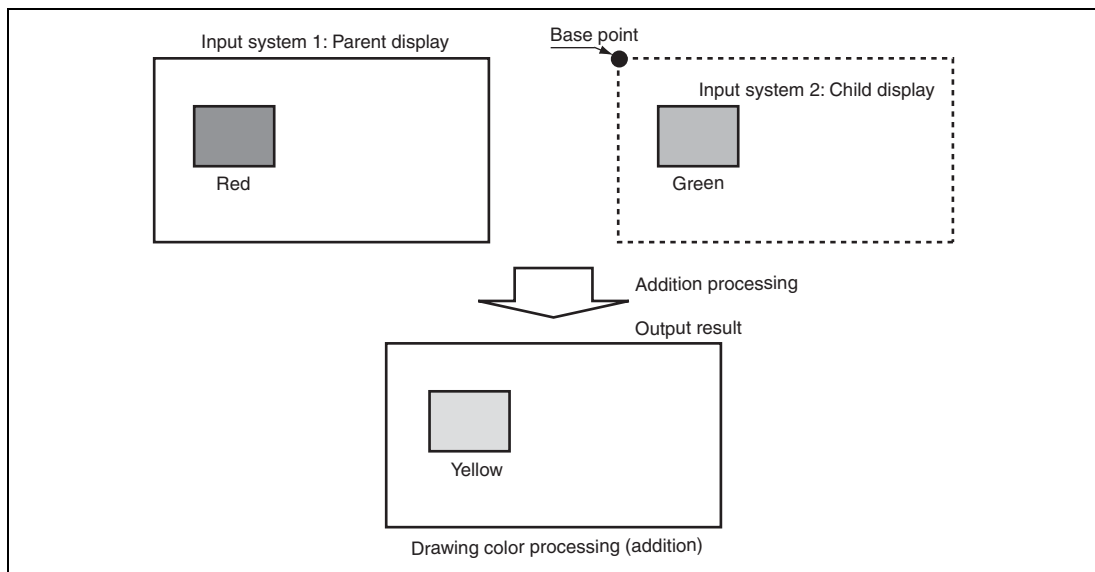 Input system 1: Parent display
Base point
Input system 2: Child display
Red
Green
Addition processing
Output result
Yellow
Drawing color processing (addition)